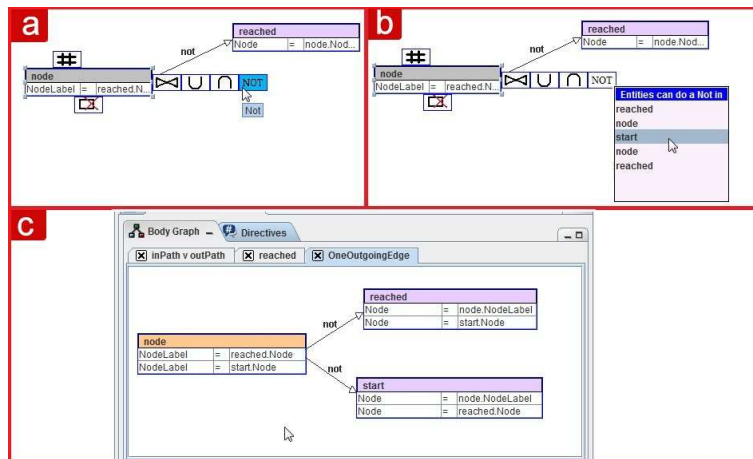 a
reached
Node = node.Nod...
not
node
NodeLabel = reached.N...
NOT
Not
b
reached
Node = node.Nod...
not
node
NodeLabel = reached.N...
NOT
Entities can do a Not in
reached
node
start
node
reached
c
Body Graph Directives
inPath v outPath reached OneOutgoingEdge
reached
Node = node.NodeLabel
Node = start.Node
not
node
NodeLabel = reached.Node
NodeLabel = start.Node
not
start
Node = node.NodeLabel
Node = reached.Node